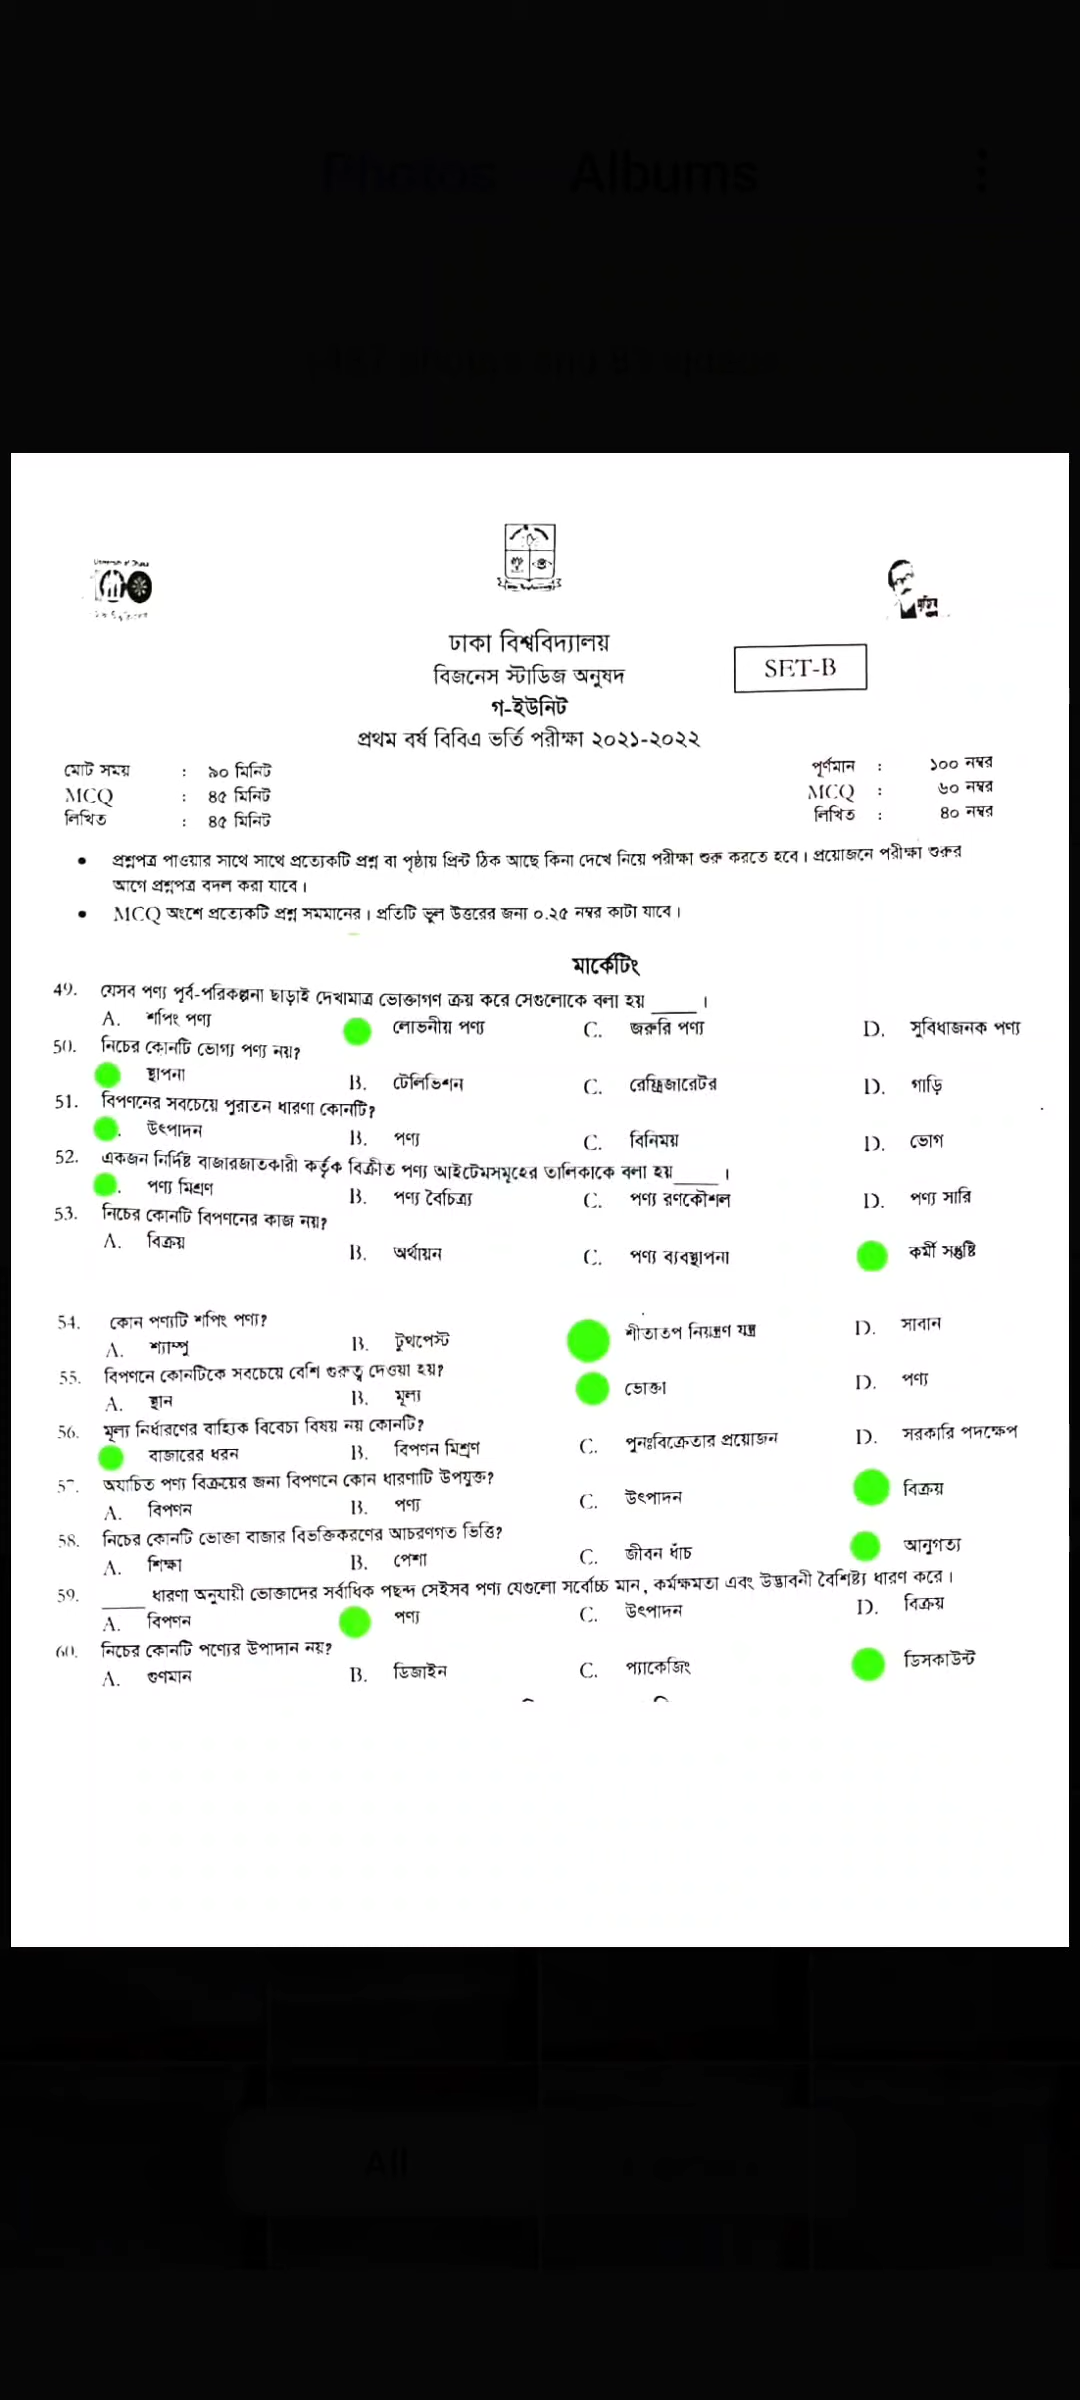 Photos Albums
University of Dhaka
মুজিব
ঢাকা বিশ্ববিদ্যালয়
বিজনেস স্টাডিজ অনুষদ
SET-B
গ-ইউনিট
প্রথম বর্ষ বিবিএ ভর্তি পরীক্ষা ২০২১-২০২২
মোট সময় : ৯০ মিনিট পূর্ণমান : ১০০ নম্বর
MCQ : ৪৫ মিনিট MCQ : ৬০ নম্বর
লিখিত : ৪৫ মিনিট লিখিত : ৪০ নম্বর
• প্রশ্নপত্র পাওয়ার সাথে সাথে প্রত্যেকটি প্রশ্ন বা পৃষ্ঠায় প্রিন্ট ঠিক আছে কিনা দেখে নিয়ে পরীক্ষা শুরু করতে হবে। প্রয়োজনে পরীক্ষা শুরুর
আগে প্রশ্নপত্র বদল করা যাবে।
• MCQ অংশে প্রত্যেকটি প্রশ্ন সমমানের। প্রতিটি ভুল উত্তরের জন্য ০.২৫ নম্বর কাটা যাবে।
মার্কেটিং
49. যেসব পণ্য পূর্ব-পরিকল্পনা ছাড়াই দেখামাত্র ভোক্তাগণ ক্রয় করে সেগুলোকে বলা হয় _____ ।
A. শপিং পণ্য লোভনীয় পণ্য C. জরুরি পণ্য D. সুবিধাজনক পণ্য
50. নিচের কোনটি ভোগ্য পণ্য নয়?
স্থাপনা B. টেলিভিশন C. রেফ্রিজারেটর D. গাড়ি
51. বিপণনের সবচেয়ে পুরাতন ধারণা কোনটি?
উৎপাদন B. পণ্য C. বিনিময় D. ভোগ
52. একজন নির্দিষ্ট বাজারজাতকারী কর্তৃক বিক্রীত পণ্য আইটেমসমূহের তালিকাকে বলা হয়_____ ।
পণ্য মিশ্রণ B. পণ্য বৈচিত্র্য C. পণ্য রণকৌশল D. পণ্য সারি
53. নিচের কোনটি বিপণনের কাজ নয়?
A. বিক্রয় B. অর্থায়ন C. পণ্য ব্যবস্থাপনা কর্মী সন্তুষ্টি
54. কোন পণ্যটি শপিং পণ্য?
A. শ্যাম্পু B. টুথপেস্ট শীতাতপ নিয়ন্ত্রণ যন্ত্র D. সাবান
55. বিপণনে কোনটিকে সবচেয়ে বেশি গুরুত্ব দেওয়া হয়?
A. স্থান B. মূল্য ভোক্তা D. পণ্য
56. মূল্য নির্ধারণের বাহ্যিক বিবেচ্য বিষয় নয় কোনটি?
বাজারের ধরন B. বিপণন মিশ্রণ C. পুনঃবিক্রেতার প্রয়োজন D. সরকারি পদক্ষেপ
57. অযাচিত পণ্য বিক্রয়ের জন্য বিপণনে কোন ধারণাটি উপযুক্ত?
A. বিপণন B. পণ্য C. উৎপাদন বিক্রয়
58. নিচের কোনটি ভোক্তা বাজার বিভক্তিকরণের আচরণগত ভিত্তি?
A. শিক্ষা B. পেশা C. জীবন ধাঁচ আনুগত্য
59. _____ ধারণা অনুযায়ী ভোক্তাদের সর্বাধিক পছন্দ সেইসব পণ্য যেগুলো সর্বোচ্চ মান, কর্মক্ষমতা এবং উদ্ভাবনী বৈশিষ্ট্য ধারণ করে।
A. বিপণন পণ্য C. উৎপাদন D. বিক্রয়
60. নিচের কোনটি পণ্যের উপাদান নয়?
A. গুণমান B. ডিজাইন C. প্যাকেজিং ডিসকাউন্ট
All